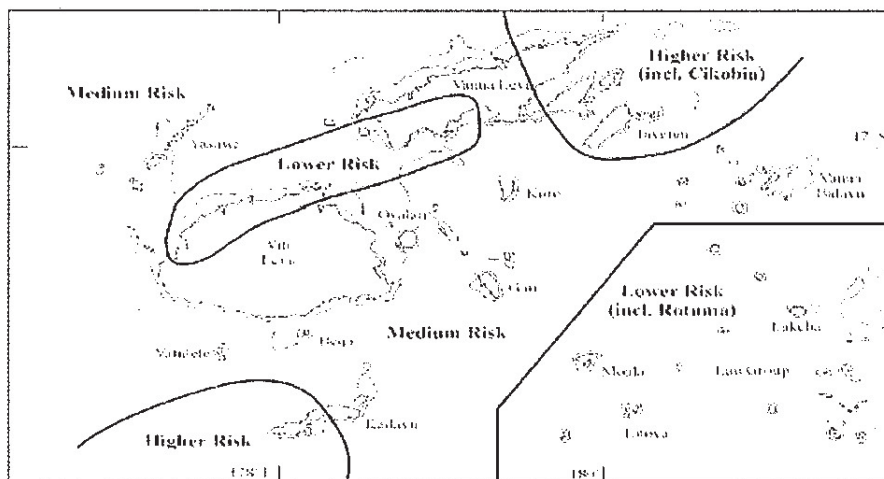 Higher Risk
(incl. Cikobia)
Medium Risk
Vanua Levu
Yasawa
Taveuni
Lower Risk
17
Koro
Vanua
Balavu
Ovalau
Viti
Levu
Gau
Lower Risk
(incl. Rotuma)
Lakeba
Medium Risk
Beqa
Vatulele
Moala
Lau Group
Kadavu
Totoya
Higher Risk